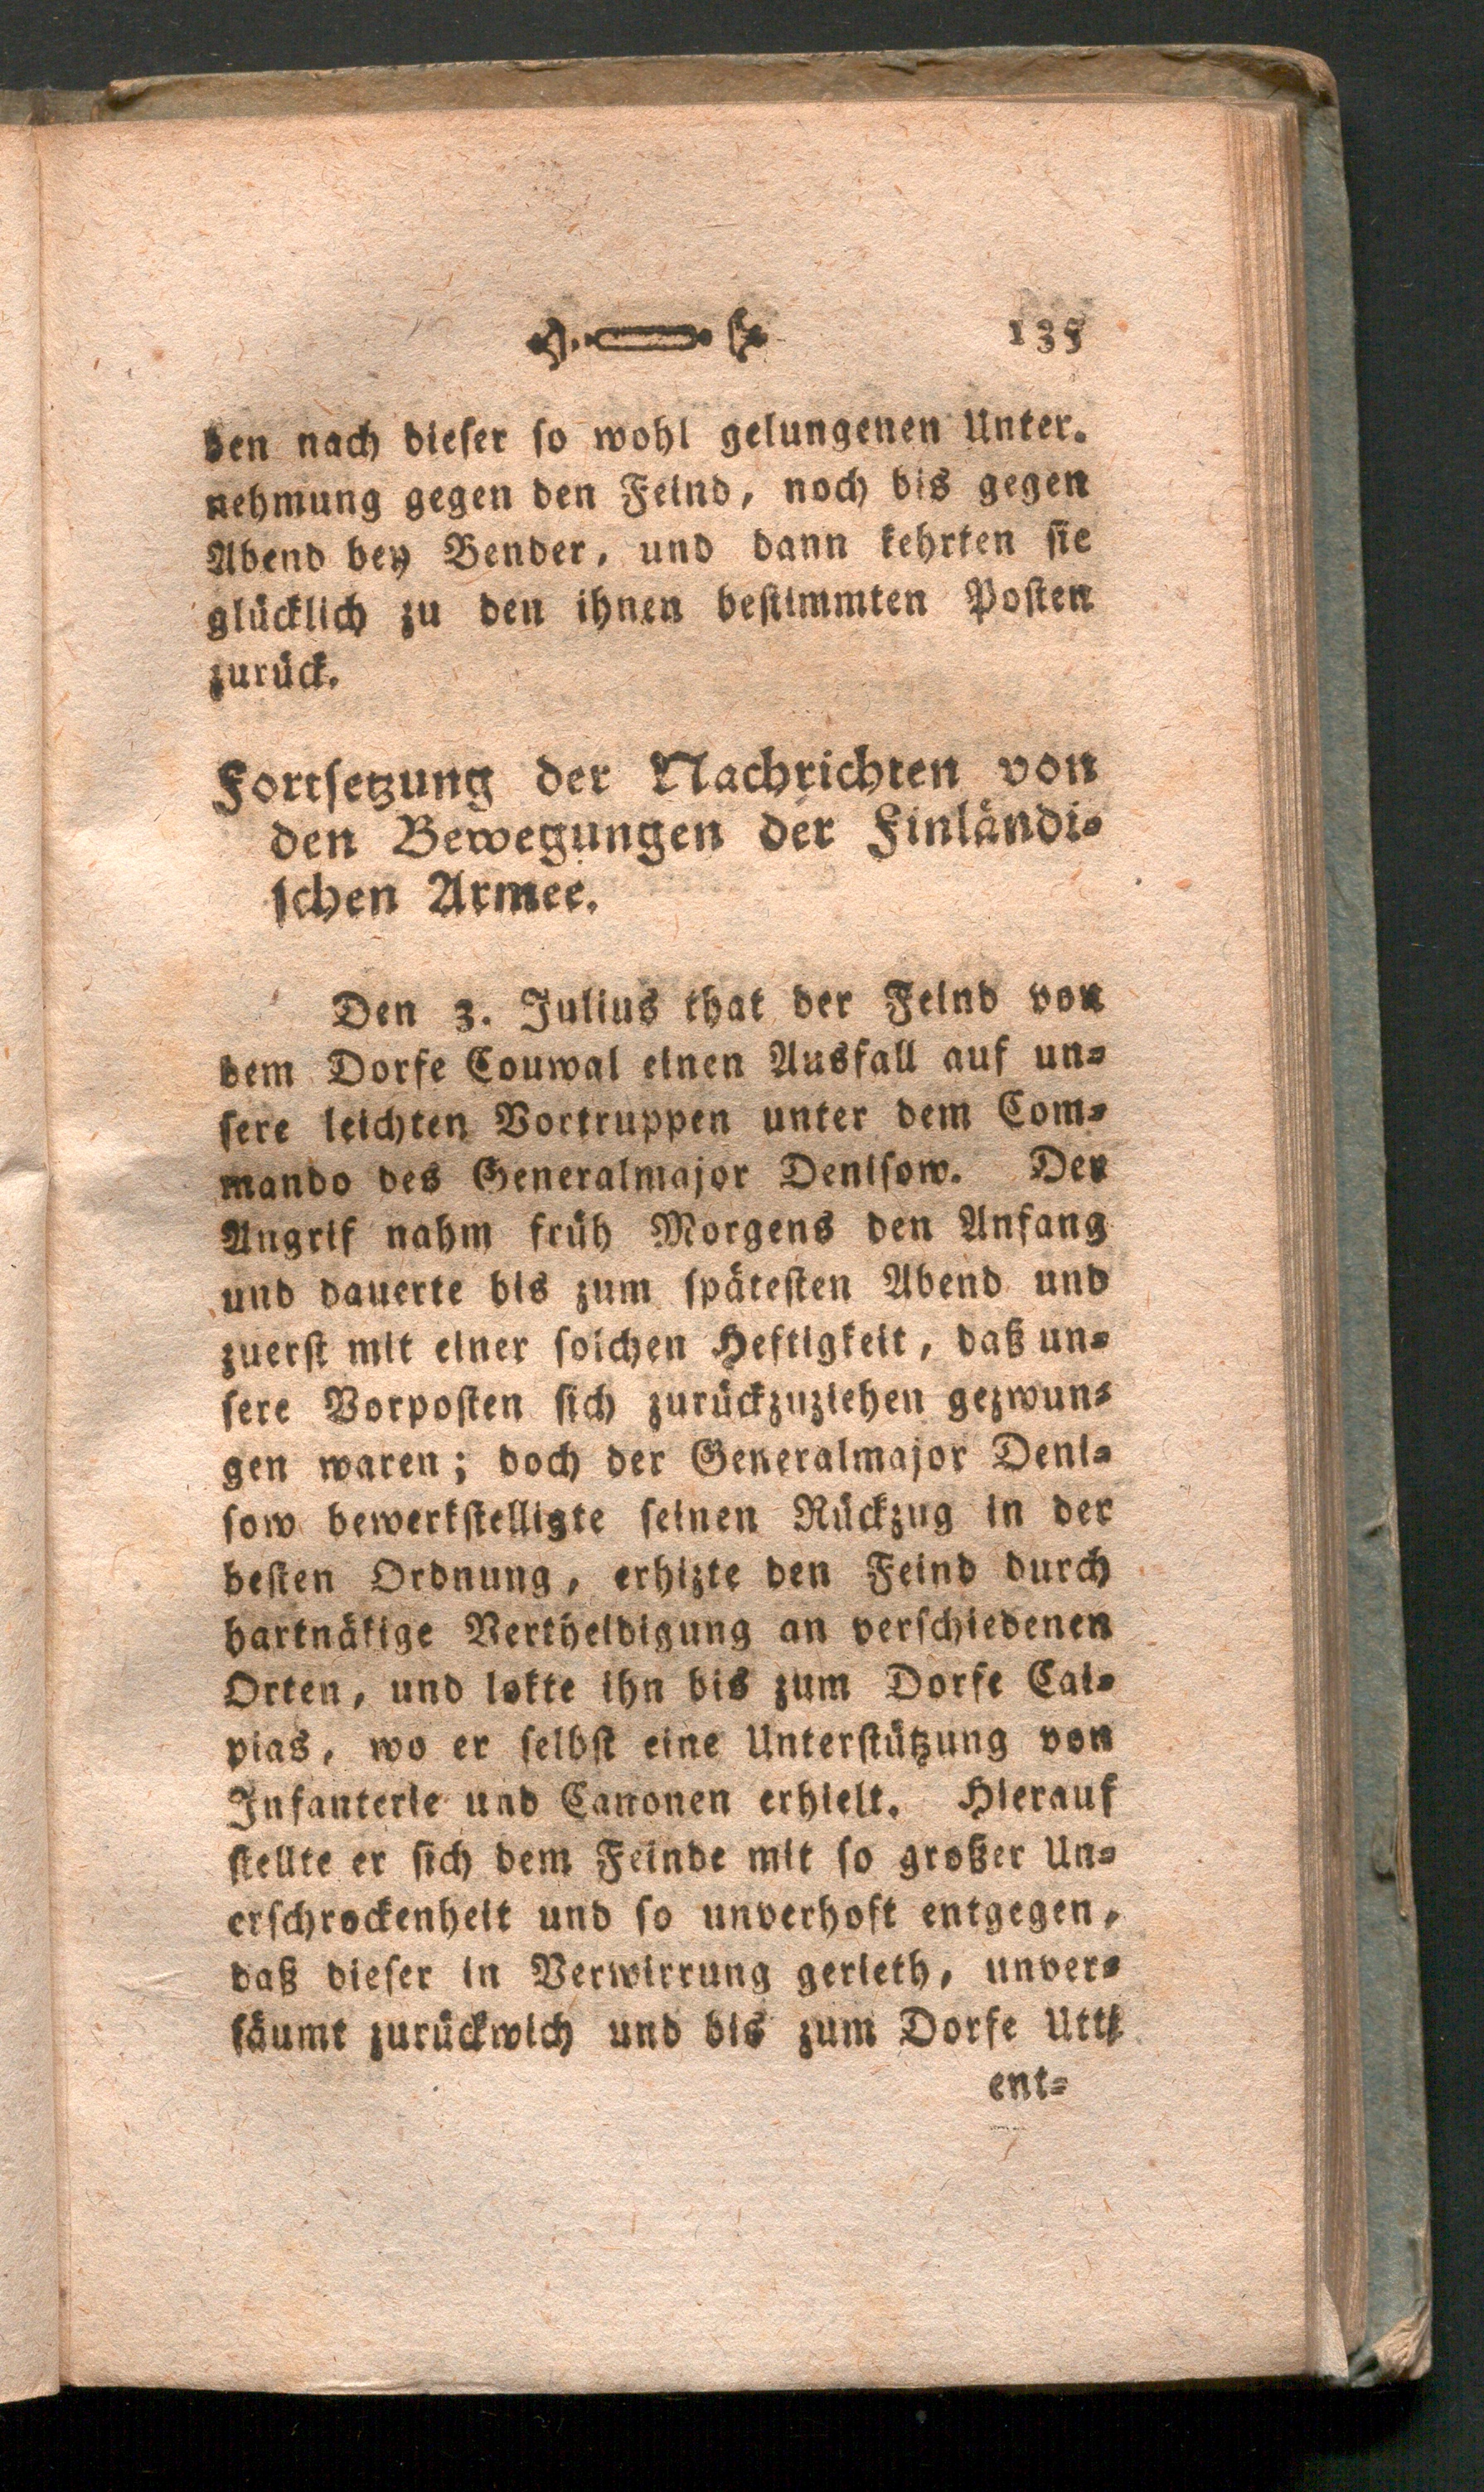 135
den nach dieser so wohl gelungenen Unter.
nehmung gegen den Feind, noch bis gegen
Abend bey Bender, und dann kehrten sie
glücklich zu den ihnen bestimmten Posten
zurück.
Fortsetzung der Nachrichten von
den Bewegungen der Finländi-
schen Armee.
Den 3. Julius that der Feind von
dem Dorfe Couwal einen Ausfall auf un-
sere leichten Vortruppen unter dem Com-
mando des Generalmajor Denisow. Der
Angrif nahm früh Morgens den Anfang
und dauerte bis zum spätesten Abend und
zuerst mit einer solchen Heftigkeit, daß un-
sere Vorposten sich zurückzuziehen gezwun-
gen waren; doch der Generalmajor Deni-
sow bewerkstelligte seinen Rückzug in der
besten Ordnung, erhizte den Feind durch
hartnäkige Vertheidigung an verschiedenen
Orten, und lokte ihn bis zum Dorfe Cai-
pias, wo er selbst eine Unterstützung von
Infanterie und Canonen erhielt. Hierauf
stellte er sich dem Feinde mit so großer Un-
erschrockenheit und so unverhoft entgegen,
daß dieser in Verwirrung gerieth, unver-
säumt zurückwich und bis zum Dorfe Utti
ent-